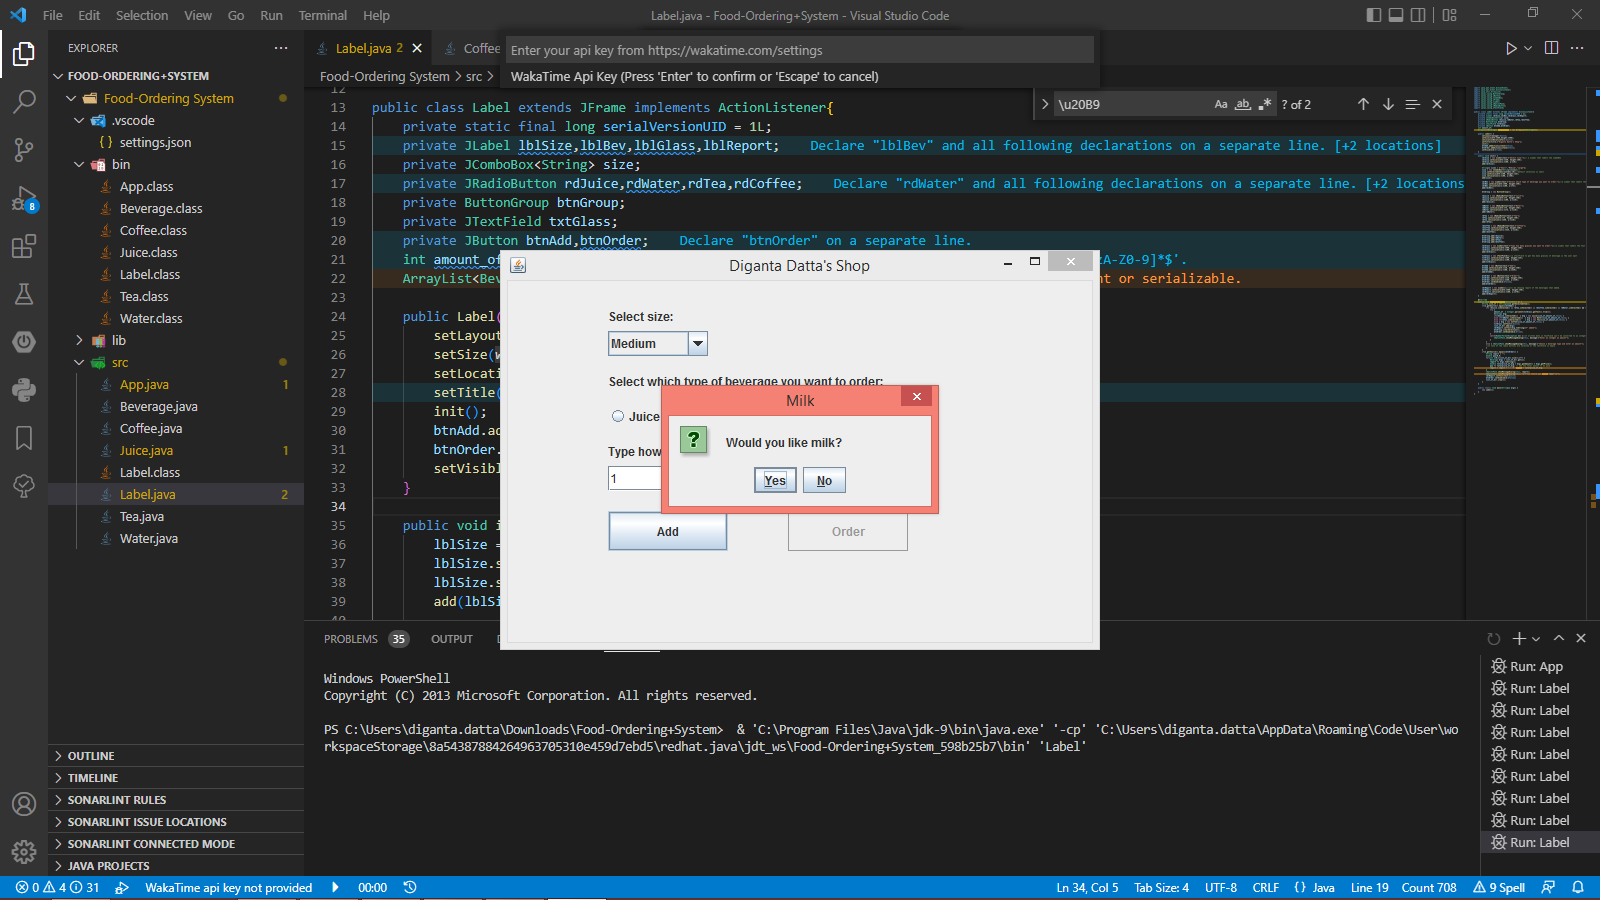 File Edit Selection View Go Run Terminal Help
Label.java - Food-Ordering+System - Visual Studio Code
EXPLORER
FOOD-ORDERING+SYSTEM
Food-Ordering System
.vscode
{ } settings.json
bin
App.class
Beverage.class
Coffee.class
Juice.class
Label.class
Tea.class
Water.class
lib
src
App.java 1
Beverage.java
Coffee.java
Juice.java 1
Label.class
Label.java 2
Tea.java
Water.java
OUTLINE
TIMELINE
SONARLINT RULES
SONARLINT ISSUE LOCATIONS
SONARLINT CONNECTED MODE
JAVA PROJECTS
8
Label.java 2
Coffee
Enter your api key from https://wakatime.com/settings
WakaTime Api Key (Press 'Enter' to confirm or 'Escape' to cancel)
Food-Ordering System > src >
\u20B9 Aa ab, .* ? of 2
12
13 public class Label extends JFrame implements ActionListener{
14 private static final long serialVersionUID = 1L;
15 private JLabel lblSize,lblBev,lblGlass,lblReport; Declare "lblBev" and all following declarations on a separate line. [+2 locations]
16 private JComboBox<String> size;
17 private JRadioButton rdJuice,rdWater,rdTea,rdCoffee; Declare "rdWater" and all following declarations on a separate line. [+2 locations
18 private ButtonGroup btnGroup;
19 private JTextField txtGlass;
20 private JButton btnAdd,btnOrder; Declare "btnOrder" on a separate line.
21 int amount_of zA-Z0-9]*$'.
22 ArrayList<Bev nt or serializable.
23
24 public Label(
25 setLayout
26 setSize(w
27 setLocati
28 setTitle(
29 init();
30 btnAdd.ad
31 btnOrder.
32 setVisibl
33 }
34
35 public void i
36 lblSize =
37 lblSize.s
38 lblSize.s
39 add(lblSi
40
Diganta Datta's Shop
Select size:
Medium
Select which type of beverage you want to order:
Juice
Type how
1
Add
Order
Milk
Would you like milk?
Yes No
PROBLEMS 35 OUTPUT
Windows PowerShell
Copyright (C) 2013 Microsoft Corporation. All rights reserved.
PS C:\Users\diganta.datta\Downloads\Food-Ordering+System> & 'C:\Program Files\Java\jdk-9\bin\java.exe' '-cp' 'C:\Users\diganta.datta\AppData\Roaming\Code\User\wo
rkspaceStorage\8a54387884264963705310e459d7ebd5\redhat.java\jdt_ws\Food-Ordering+System_598b25b7\bin' 'Label'
Run: App
Run: Label
Run: Label
Run: Label
Run: Label
Run: Label
Run: Label
Run: Label
Run: Label
0 4 31 WakaTime api key not provided 00:00
Ln 34, Col 5 Tab Size: 4 UTF-8 CRLF { } Java Line 19 Count 708 9 Spell